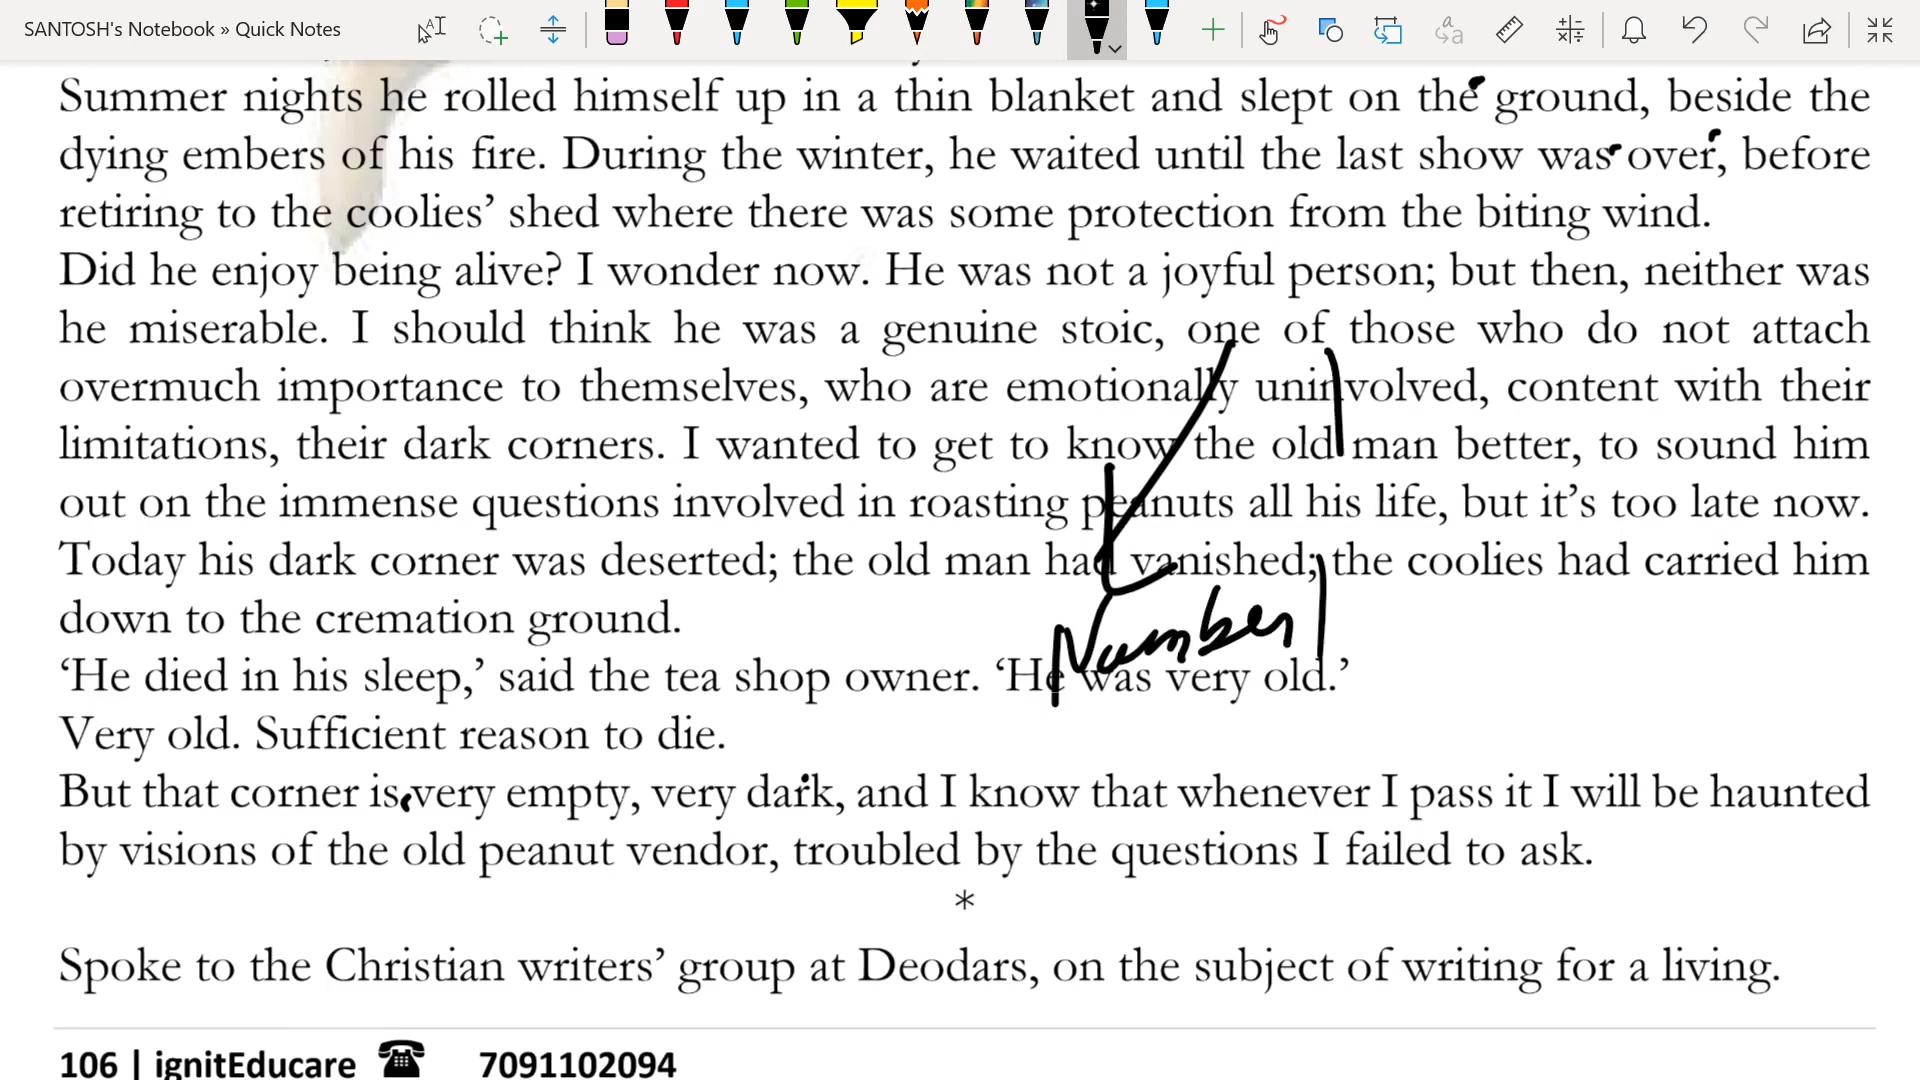 SANTOSH's Notebook » Quick Notes
Summer nights he rolled himself up in a thin blanket and slept on the ground, beside the
dying embers of his fire. During the winter, he waited until the last show was over, before
retiring to the coolies’ shed where there was some protection from the biting wind.
Did he enjoy being alive? I wonder now. He was not a joyful person; but then, neither was
he miserable. I should think he was a genuine stoic, one of those who do not attach
overmuch importance to themselves, who are emotionally uninvolved, content with their
limitations, their dark corners. I wanted to get to know the old man better, to sound him
out on the immense questions involved in roasting peanuts all his life, but it’s too late now.
Today his dark corner was deserted; the old man had vanished; the coolies had carried him
down to the cremation ground.
Number
‘He died in his sleep,’ said the tea shop owner. ‘He was very old.’
Very old. Sufficient reason to die.
But that corner is very empty, very dark, and I know that whenever I pass it I will be haunted
by visions of the old peanut vendor, troubled by the questions I failed to ask.
*
Spoke to the Christian writers’ group at Deodars, on the subject of writing for a living.
106 | ignitEducare ☎ 7091102094